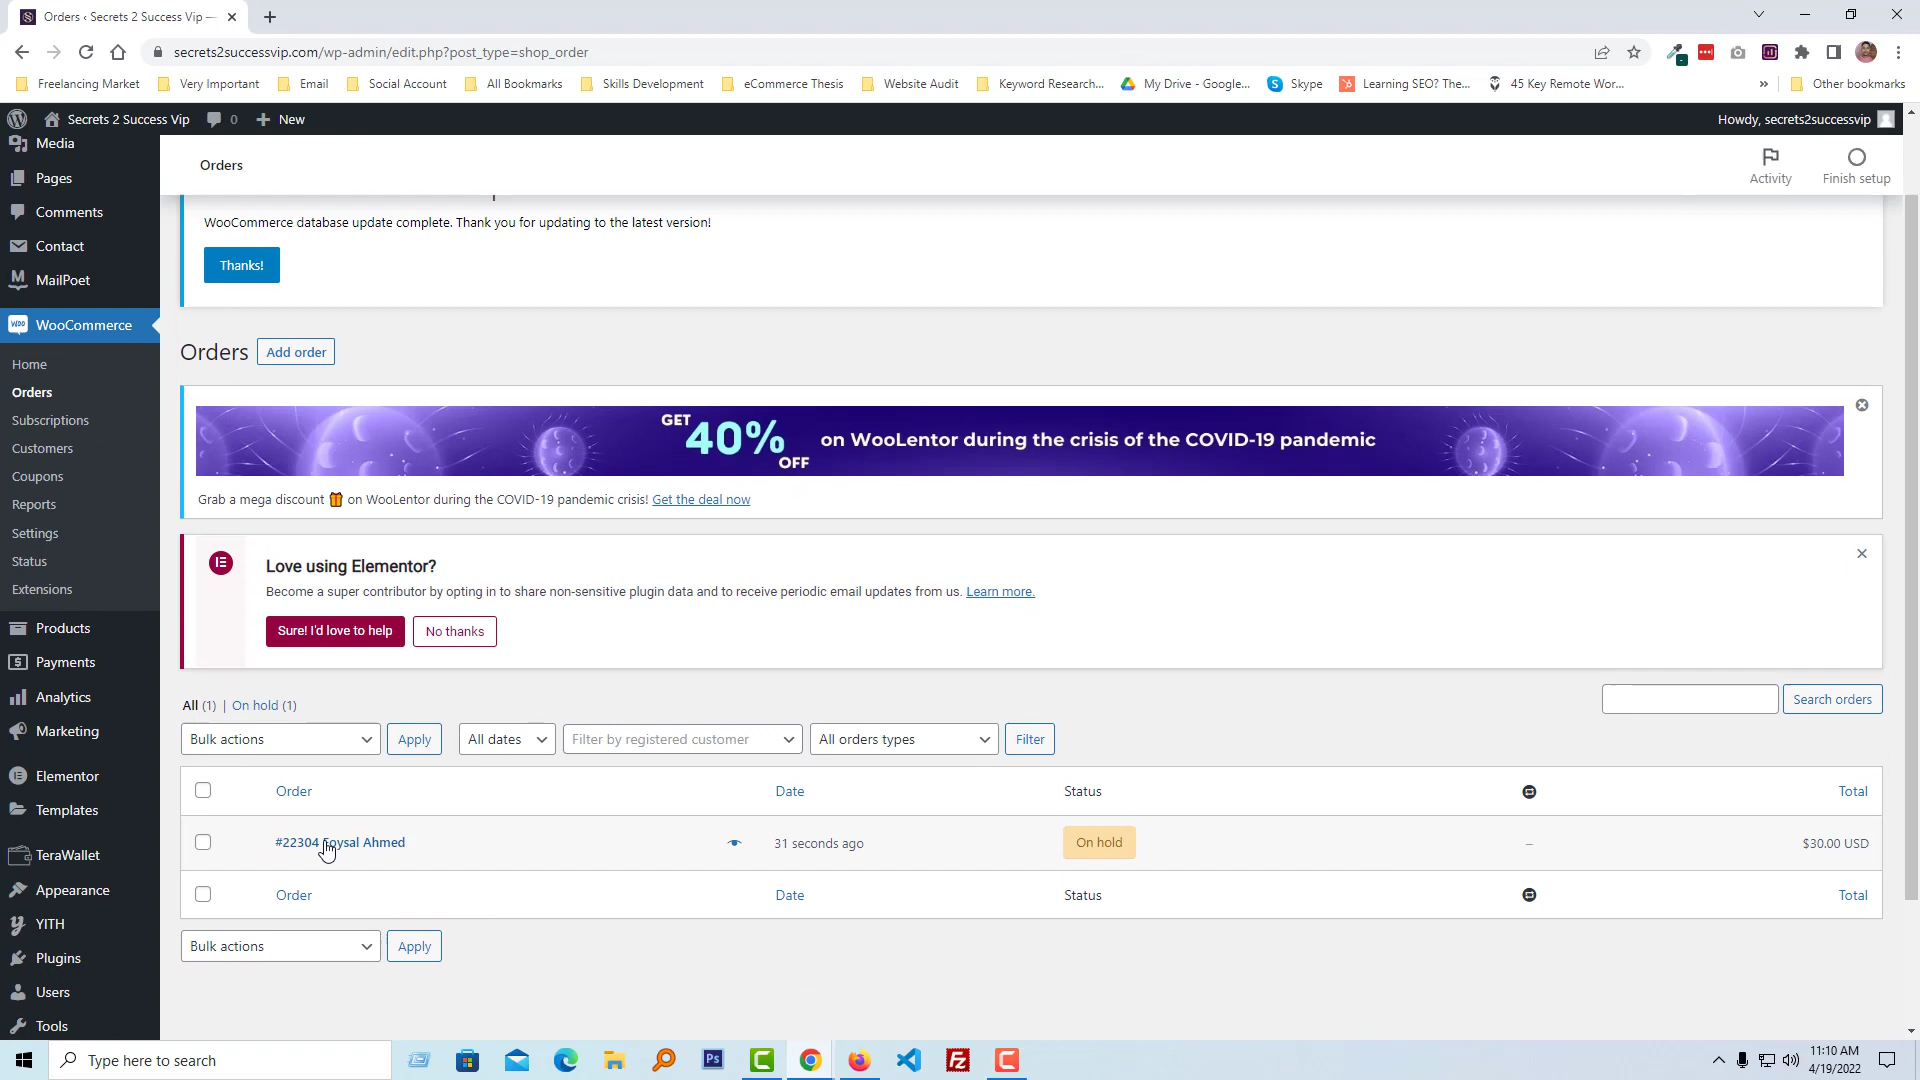 Orders ‹ Secrets 2 Success Vip —
secrets2successvip.com/wp-admin/edit.php?post_type=shop_order
Freelancing Market
Very Important
Email
Social Account
All Bookmarks
Skills Development
eCommerce Thesis
Website Audit
Keyword Research...
My Drive - Google...
Skype
Learning SEO? The...
45 Key Remote Wor...
»
Other bookmarks
Secrets 2 Success Vip
0
New
Howdy, secrets2successvip
Media
Pages
Comments
Contact
MailPoet
WooCommerce
Home
Orders
Subscriptions
Customers
Coupons
Reports
Settings
Status
Extensions
Products
Payments
Analytics
Marketing
Elementor
Templates
TeraWallet
Appearance
YITH
Plugins
Users
Tools
Orders
Activity
Finish setup
WooCommerce database update complete. Thank you for updating to the latest version!
Thanks!
Orders
Add order
GET 40% OFF on WooLentor during the crisis of the COVID-19 pandemic
Grab a mega discount 🎁 on WooLentor during the COVID-19 pandemic crisis! Get the deal now
Love using Elementor?
Become a super contributor by opting in to share non-sensitive plugin data and to receive periodic email updates from us. Learn more.
Sure! I'd love to help
No thanks
All (1) | On hold (1)
Search orders
Bulk actions
Apply
All dates
Filter by registered customer
All orders types
Filter
Order
Date
Status
Total
#22304 Foysal Ahmed
31 seconds ago
On hold
–
$30.00 USD
Order
Date
Status
Total
Bulk actions
Apply
Type here to search
11:10 AM
4/19/2022